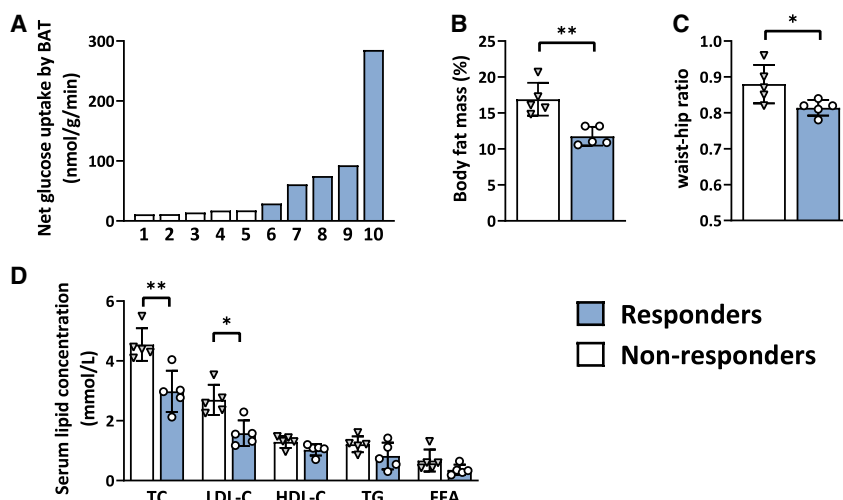 A
Net glucose uptake by BAT
(nmol/g/min)
300
200
100
0
1 2 3 4 5 6 7 8 9 10
B
Body fat mass (%)
25
20
15
10
5
0
**
C
waist-hip ratio
1.0
0.9
0.8
0.7
0.6
0.5
*
D
Serum lipid concentration
(mmol/L)
6
4
2
0
**
*
TC LDL-C HDL-C TG FFA
Responders
Non-responders